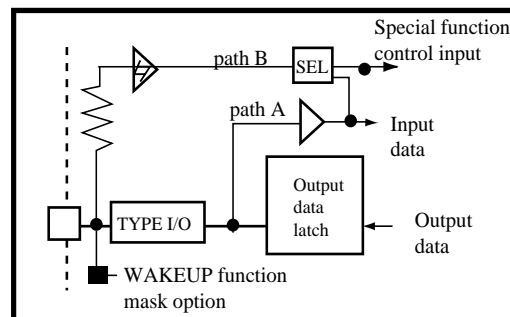 Special function
control input
path B
SEL
path A
Input
data
Output
data
latch
TYPE I/O
Output
data
WAKEUP function
mask option